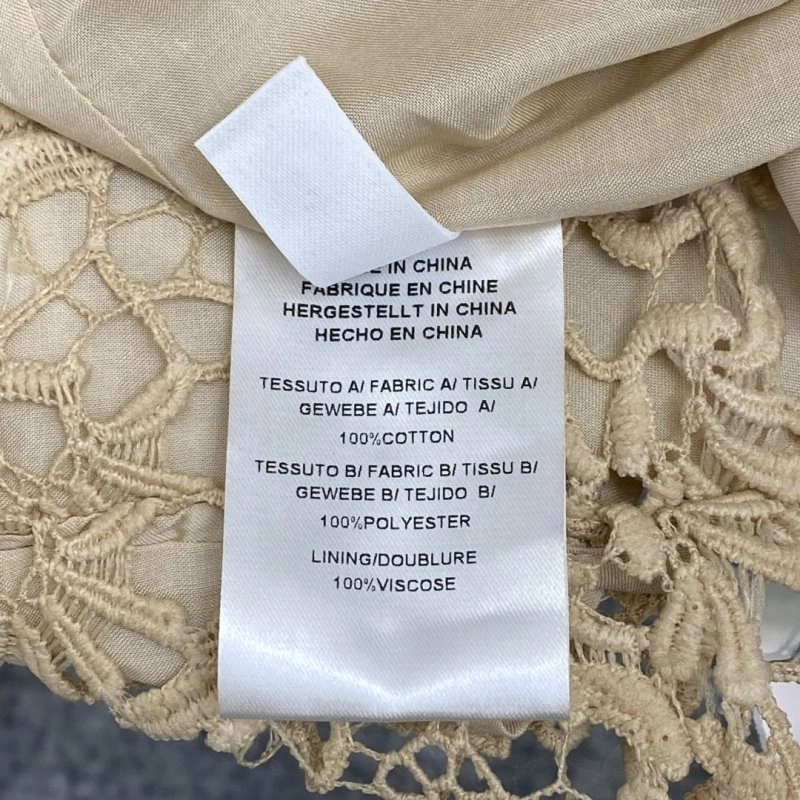 IN CHINA
FABRIQUE EN CHINE
HERGESTELLT IN CHINA
HECHO EN CHINA
TESSUTO A/ FABRIC A/ TISSU A/
GEWEBE A/ TEJIDO A/
100%COTTON
TESSUTO B/ FABRIC B/ TISSU B/
GEWEBE B/ TEJIDO B/
100%POLYESTER
LINING/DOUBLURE
100%VISCOSE